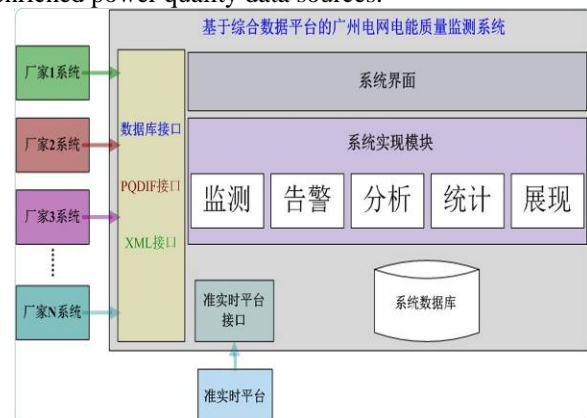 enriched power quality data sources.
基于综合数据平台的广州电网电能质量监测系统
厂家1系统
厂家2系统
厂家3系统
厂家N系统
数据库接口
PQDIF接口
XML接口
系统界面
系统实现模块
监测 告警 分析 统计 展现
准实时平台
接口
系统数据库
准实时平台